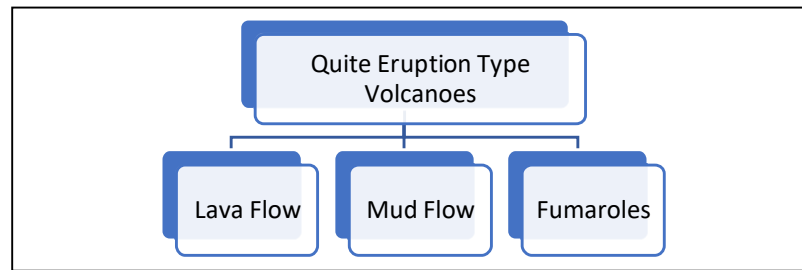 Quite Eruption Type
Volcanoes
Lava Flow
Mud Flow
Fumaroles